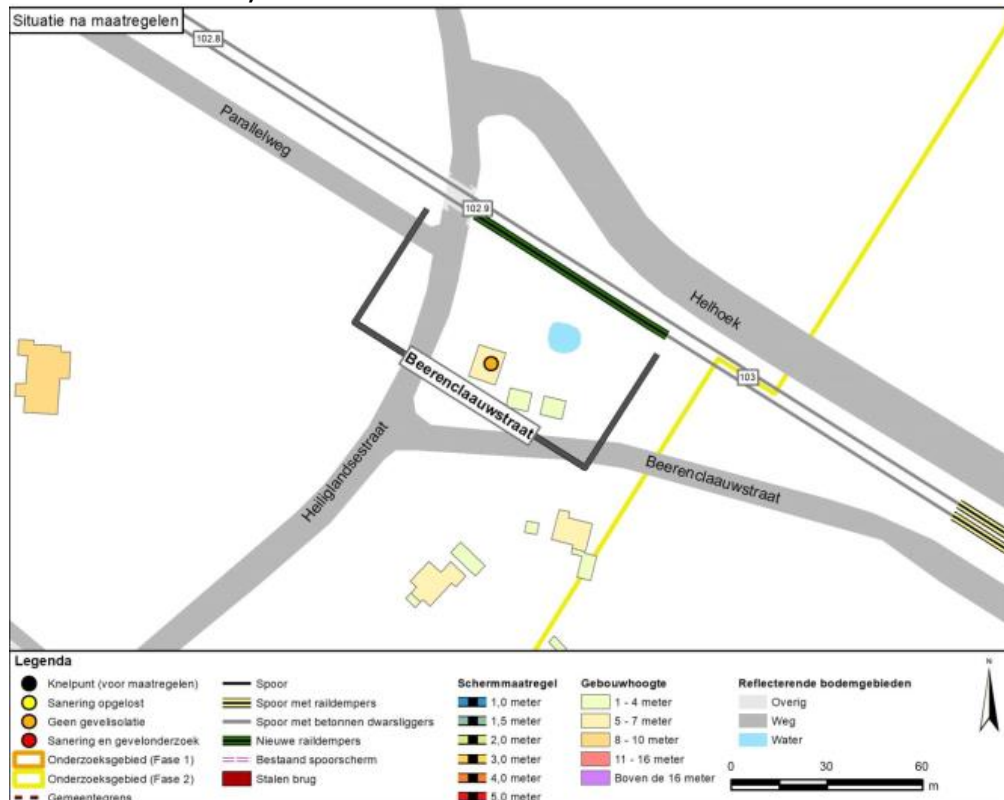 Situatie na maatregelen
102.8
Parallelweg
102.9
Helhoek
103
Beerenclaauwstraat
Heiliglandsestraat
Beerenclaauwstraat
Legenda
Knelpunt (voor maatregelen)
Sanering opgelost
Geen gevelisolatie
Sanering en gevelonderzoek
Onderzoeksgebied (Fase 1)
Onderzoeksgebied (Fase 2)
Gemeentegrens
Spoor
Spoor met raildempers
Spoor met betonnen dwarsliggers
Nieuwe raildempers
Bestaand spoorscherm
Stalen brug
Schermmaatregel
1,0 meter
1,5 meter
2,0 meter
3,0 meter
4,0 meter
5,0 meter
Gebouwhoogte
1 - 4 meter
5 - 7 meter
8 - 10 meter
11 - 16 meter
Boven de 16 meter
Reflecterende bodemgebieden
Overig
Weg
Water
N
0 30 60
m